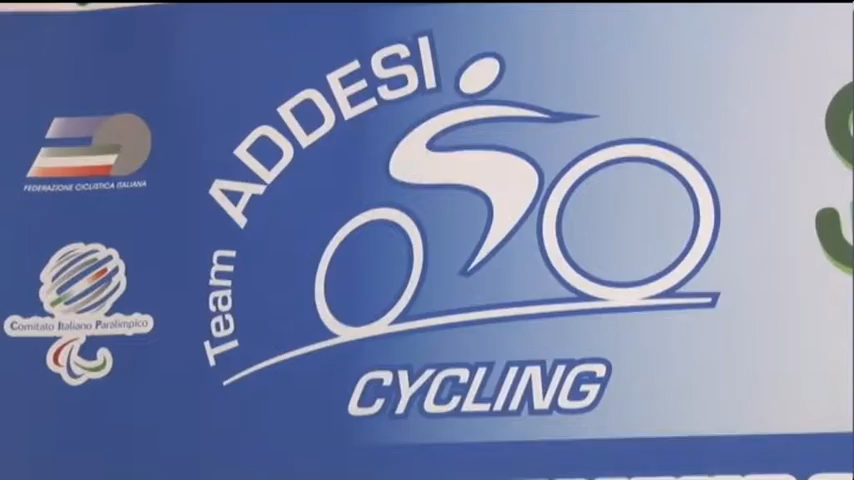 Team ADDESI
CYCLING
FEDERAZIONE CICLISTICA ITALIANA
Comitato Italiano Paralimpico